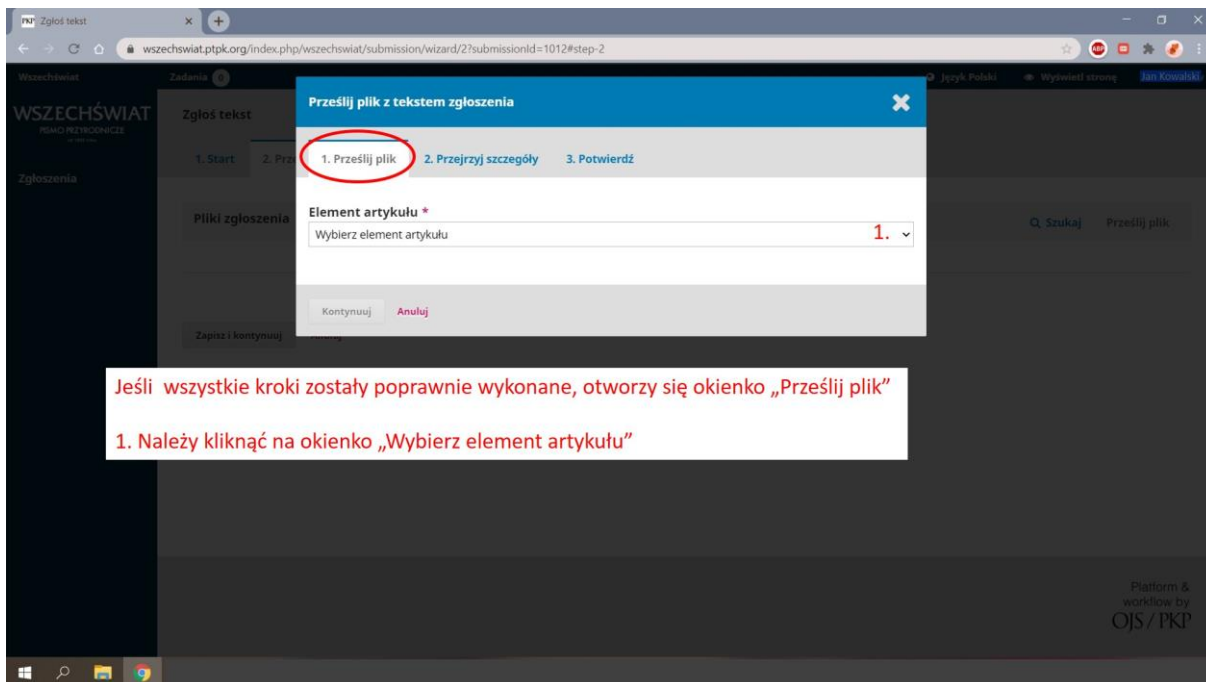 PKP Zgłoś tekst
wszechswiat.ptpk.org/index.php/wszechswiat/submission/wizard/2?submissionId=1012#step-2
ABP
Wszechświat Zadania 0 Język Polski Wyświetl stronę Jan Kowalski
WSZECHŚWIAT
PISMO PRZYRODNICZE
Zgłoś tekst
Prześlij plik z tekstem zgłoszenia
1. Start 2. Prze
1. Prześlij plik 2. Przejrzyj szczegóły 3. Potwierdź
Zgłoszenia
Pliki zgłoszenia
Element artykułu *
Wybierz element artykułu 1.
Szukaj Prześlij plik
Kontynuuj Anuluj
Zapisz i kontynuuj
Jeśli wszystkie kroki zostały poprawnie wykonane, otworzy się okienko „Prześlij plik”
1. Należy kliknąć na okienko „Wybierz element artykułu”
Platform &
workflow by
OJS / PKP